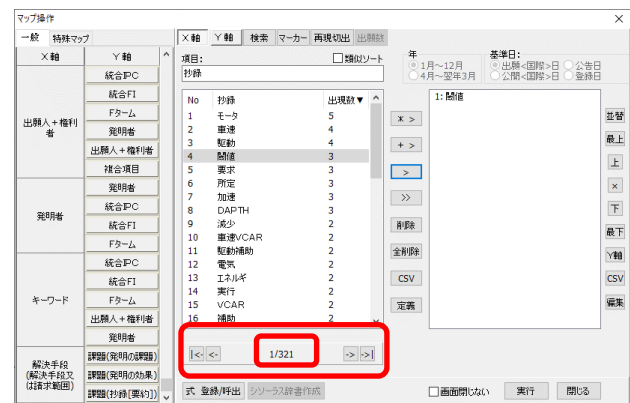 マップ操作
×
一般 特殊マップ
X軸 Y軸 検索 マーカー 再現切出 出願数
X軸 Y軸
統合IPC
統合FI
Fターム
出願人+権利者
発明者
出願人+権利者
複合項目
発明者
発明者
統合IPC
統合FI
Fターム
キーワード
統合IPC
統合FI
Fターム
出願人+権利者
発明者
解決手段
(解決手段又
は請求範囲)
課題(発明の課題)
課題(発明の効果)
課題(抄録[要約])
項目:
類似ソート
抄録
No 抄録 出現数▼
1 モータ 5
2 車速 4
3 駆動 4
4 閾値 3
5 要求 3
6 所定 3
7 加速 3
8 DAPTH 3
9 減少 2
10 車速VCAR 2
11 駆動補助 2
12 電気 2
13 エネルギ 2
14 実行 2
15 VCAR 2
16 補助 2
|<- <- 1/321 -> ->|
式 登録/呼出 シソーラス辞書作成
年
1月~12月
4月~翌年3月
基準日:
出願<国際>日 公告日
公開<国際>日 登録日
* >
+ >
>
>>
削除
全削除
CSV
定義
1: 閾値
並替
最上
上
×
下
最下
Y軸
CSV
編集
画面閉じない 実行 閉じる